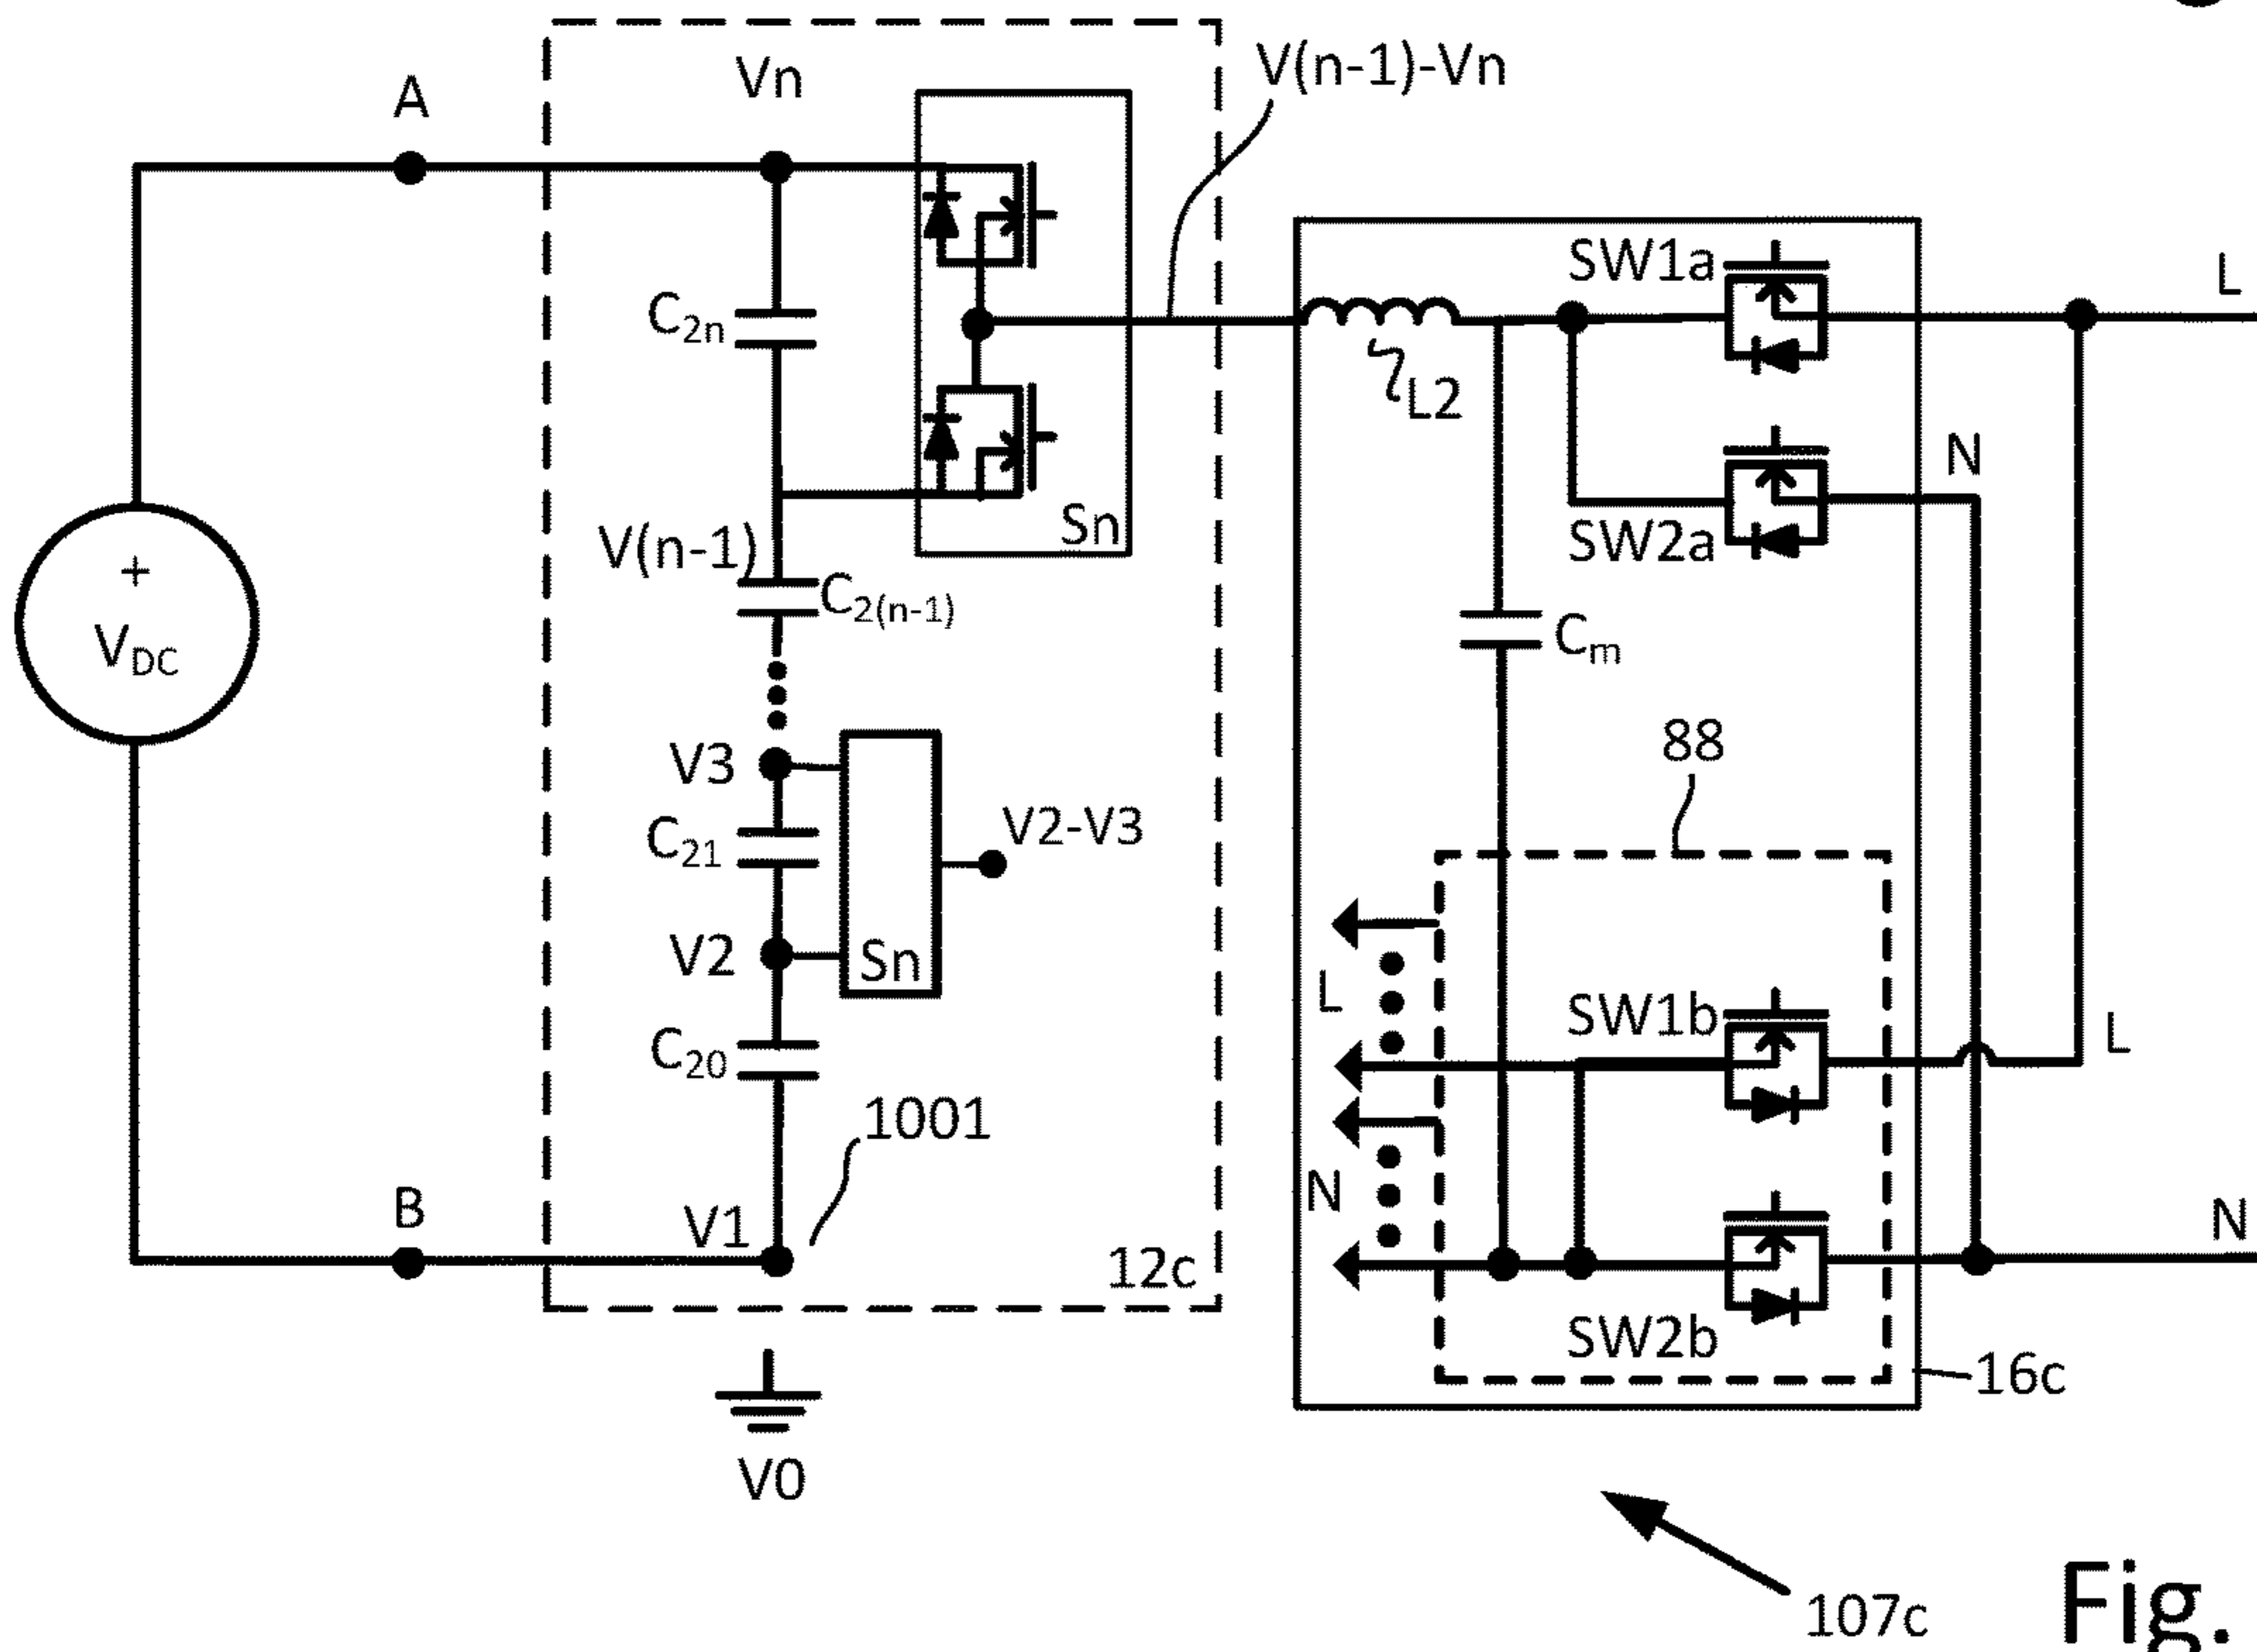 A
Vn
V(n-1)-Vn
C2n
Sn
V(n-1)
C2(n-1)
+
VDC
V3
C21
V2-V3
V2
Sn
C20
1001
B
V1
12c
V0
SW1a
L
L2
N
SW2a
Cm
88
L
SW1b
L
N
N
SW2b
16c
107c
Fig.